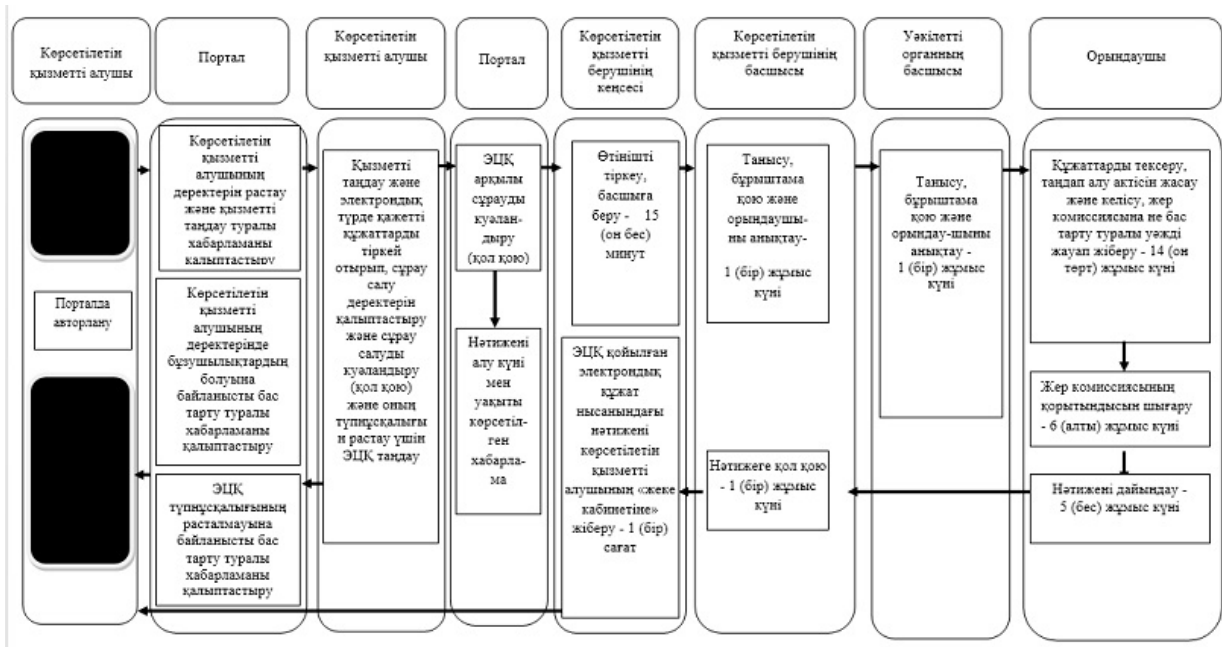 Көрсетілетін
қызметті алушы
Портал
Көрсетілетін
қызметті алушы
Портал
Көрсетілетін
қызметті
берушінің
кеңсесі
Көрсетілетін
қызметті берушінің
басшысы
Уәкілетті
органның
басшысы
Орындаушы
Порталда
авторлану
Көрсетілетін
қызметті
алушының
деректерін растау
және қызметті
таңдау туралы
хабарламаны
қалыптастыру
Көрсетілетін
қызметті
алушының
деректерінде
бұзушылықтардың
болуына
байланысты бас
тарту туралы
хабарламаны
қалыптастыру
ЭЦҚ
түпнұсқалығының
расталмауына
байланысты бас
тарту туралы
хабарламаны
қалыптастыру
Қызметті
таңдау және
электрондық
түрде қажетті
құжаттарды
тіркей
отырып, сұрау
салу
деректерін
қалыптастыру
және сұрау
салуды
куәландыру
(қол қою)
және оның
түпнұсқалығы
н растау үшін
ЭЦҚ таңдау
ЭЦҚ
арқылы
сұрауды
куәлан-
дыру
(қол қою)
Нәтижені
алу күні
мен
уақыты
көрсетіл-
ген
хабарла-
ма
Өтінішті
тіркеу,
басшыға
беру - 15
(он бес)
минут
ЭЦҚ қойылған
электрондық
құжат
нысанындағы
нәтижені
көрсетілетін
қызметті
алушының «жеке
кабинетіне»
жіберу - 1 (бір)
сағат
Танысу,
бұрыштама
қою және
орындаушы-
ны анықтау-
1 (бір) жұмыс
күні
Нәтижеге қол қою
- 1 (бір) жұмыс
күні
Танысу,
бұрыштама
қою және
орындау-шыны
анықтау -
1 (бір) жұмыс
күні
Құжаттарды тексеру,
таңдап алу актісін жасау
және келісу, жер
комиссиясына не бас
тарту туралы уәжді
жауап жіберу - 14 (он
төрт) жұмыс күні
Жер комиссиясының
қорытындысын шығару
- 6 (алты) жұмыс күні
Нәтижені дайындау -
5 (бес) жұмыс күні